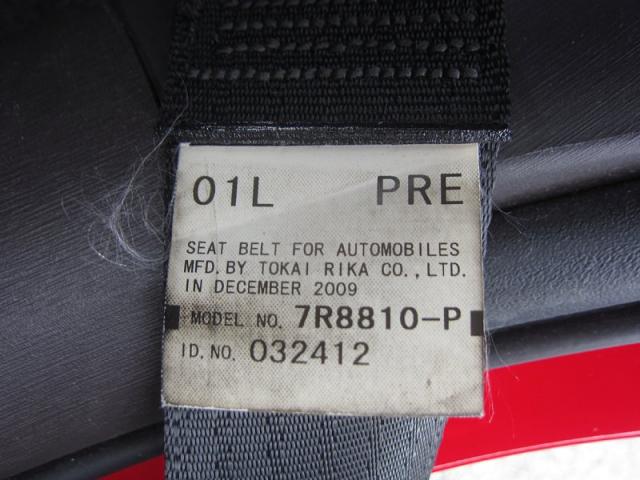 01L PRE
SEAT BELT FOR AUTOMOBILES
MFD. BY TOKAI RIKA CO., LTD.
IN DECEMBER 2009
MODEL NO. 7R8810-P
ID. NO. 032412